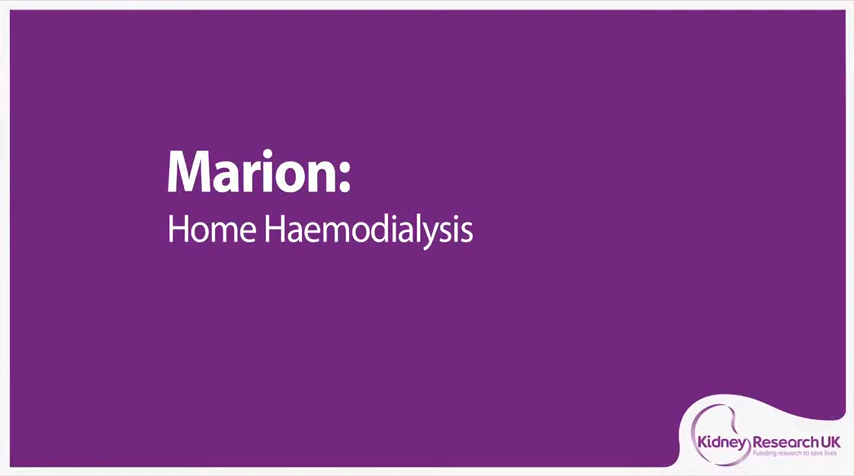 Marion:
Home Haemodialysis
Kidney Research UK
Funding research to save lives